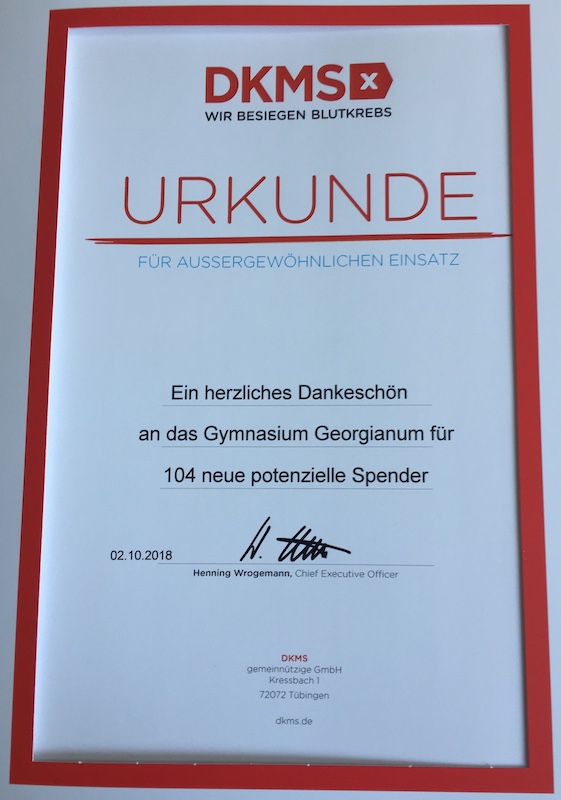 DKMS x
WIR BESIEGEN BLUTKREBS
URKUNDE
FÜR AUSSERGEWÖHNLICHEN EINSATZ
Ein herzliches Dankeschön
an das Gymnasium Georgianum für
104 neue potenzielle Spender
02.10.2018
Henning Wrogemann, Chief Executive Officer
DKMS
gemeinnützige GmbH
Kressbach 1
72072 Tübingen
dkms.de